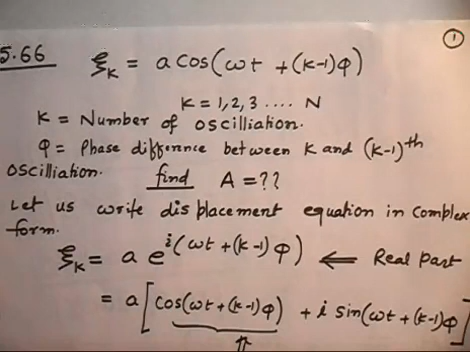 ①
5.66 ξₖ = a cos(ωt + (k-1)φ)
k = 1, 2, 3 .... N
K = Number of oscilliation.
φ = Phase difference between K and (k-1)ᵗʰ
oscilliation. find A = ??
Let us write displacement equation in complex
form.
ξₖ = a e^i(ωt + (k-1)φ) ⇐ Real Part
= a [cos(ωt + (k-1)φ) + i sin(ωt + (k-1)φ]
⇑